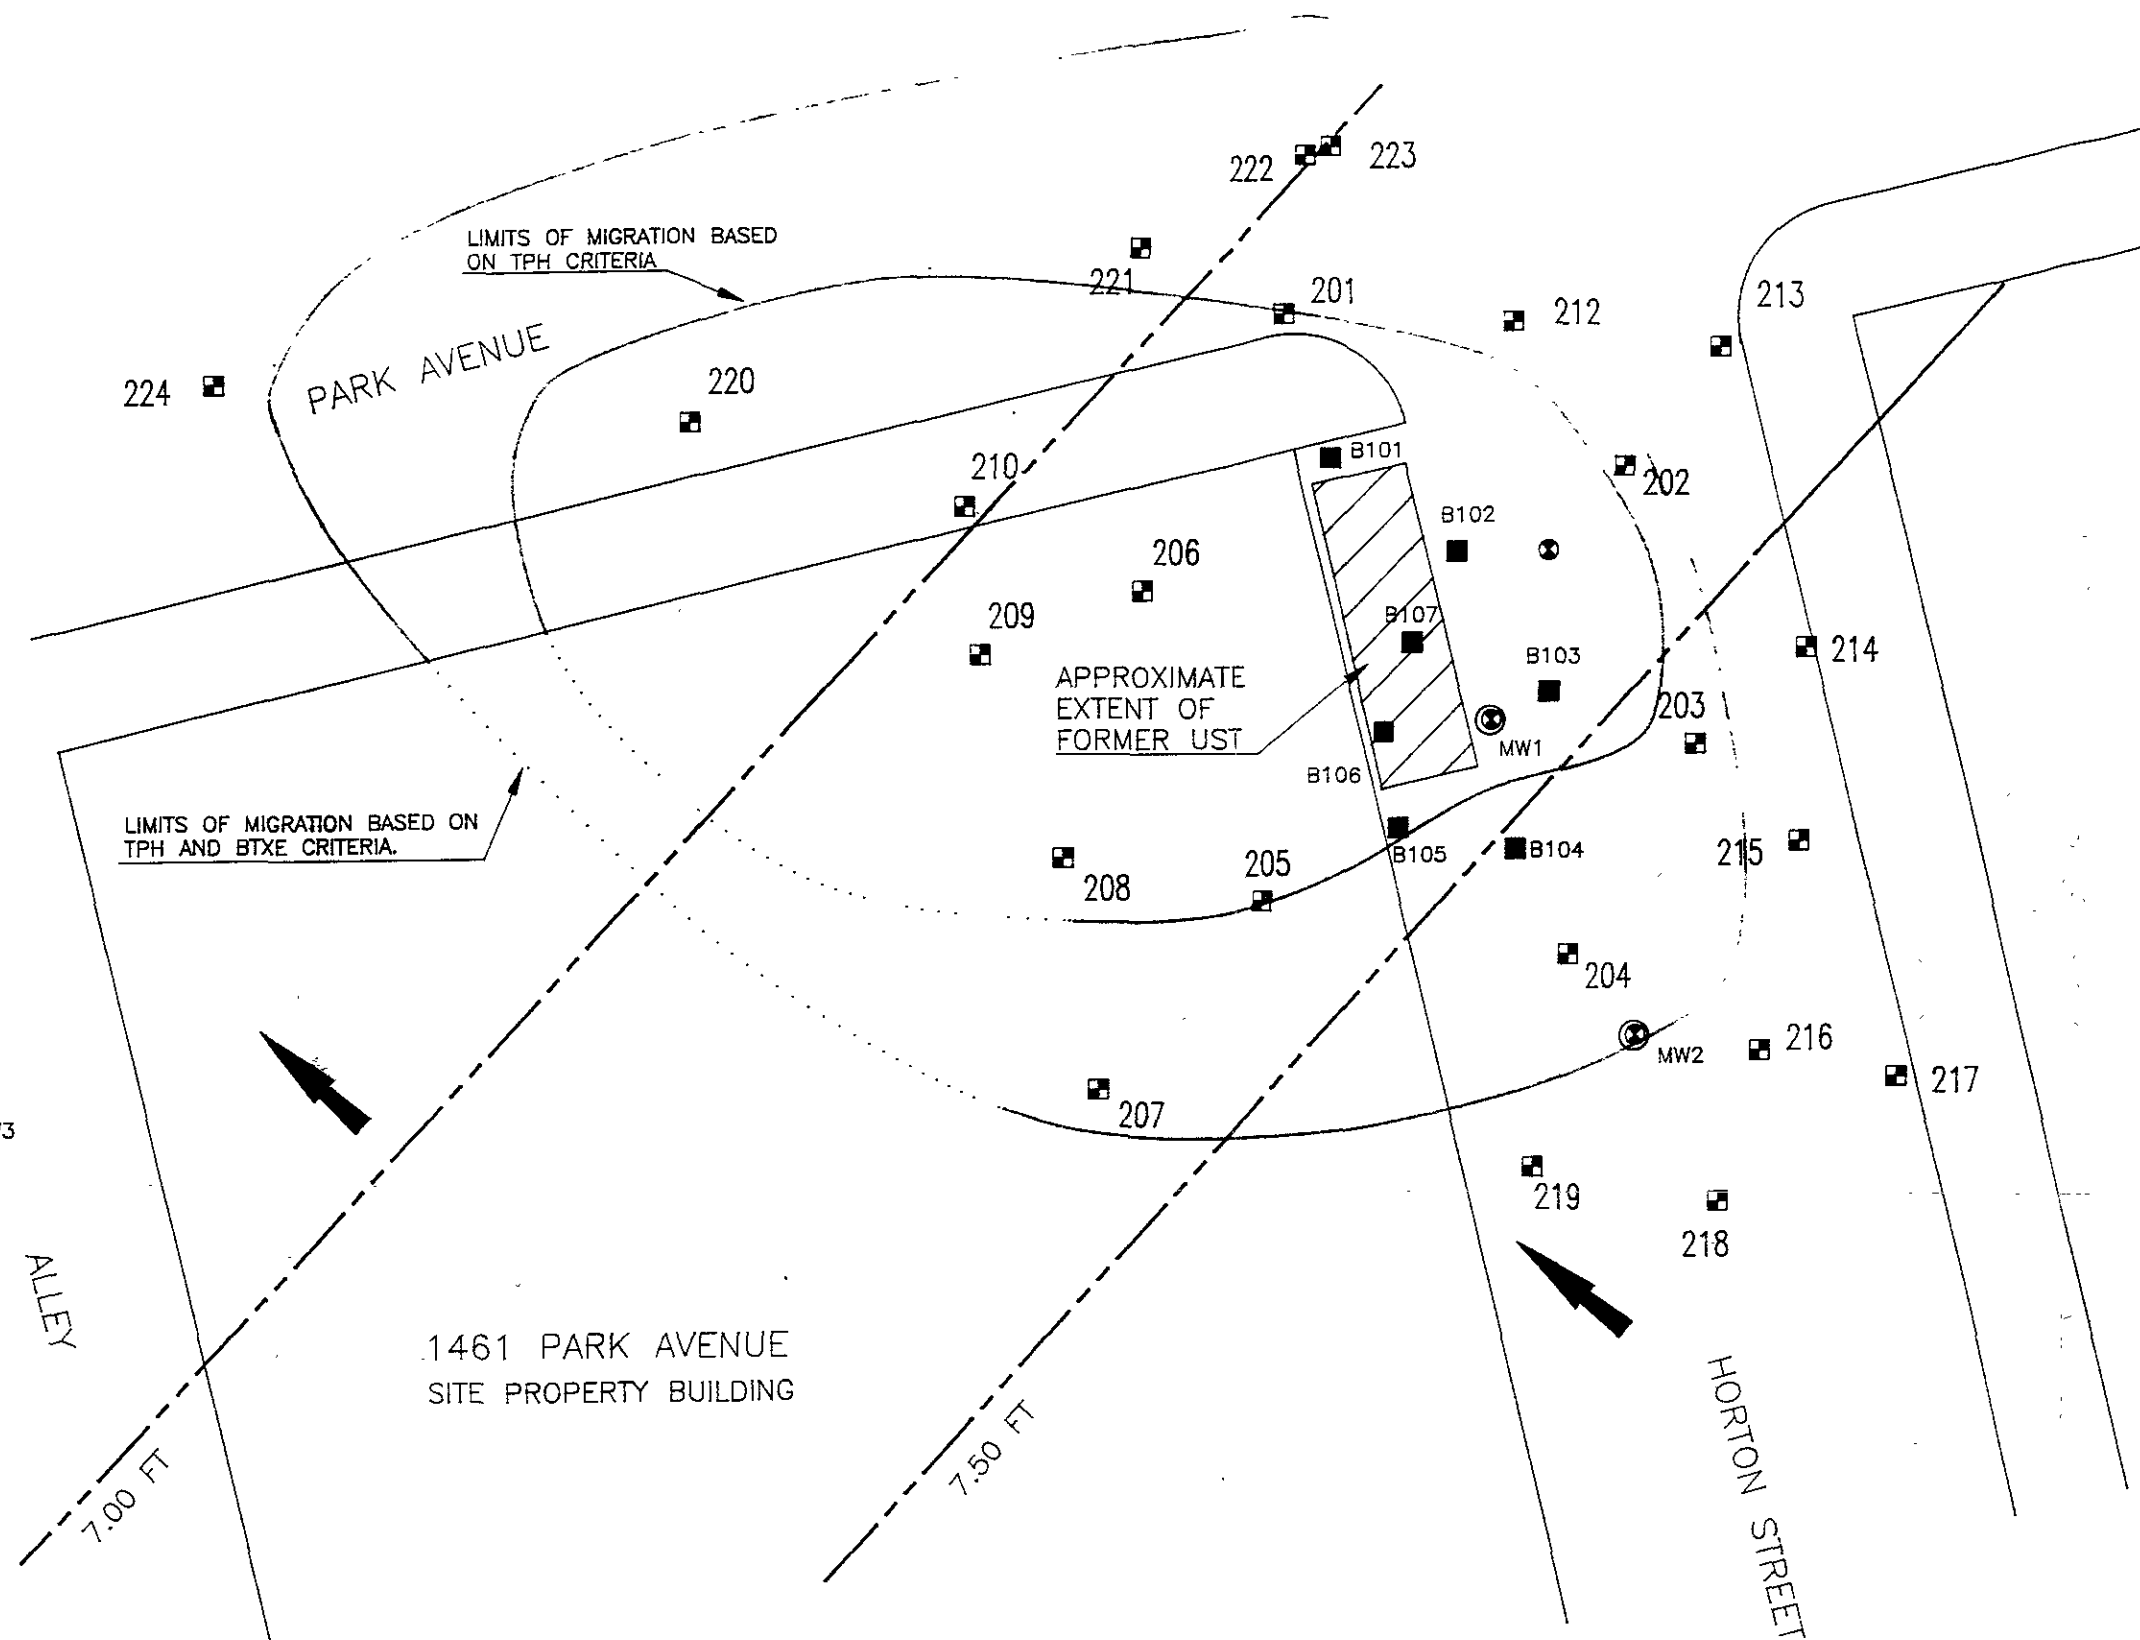 222
223
LIMITS OF MIGRATION BASED
ON TPH CRITERIA
221
201
212
213
PARK AVENUE
224
220
210
B101
202
B102
206
209
B107
B103
214
APPROXIMATE
EXTENT OF
FORMER UST
203
MW1
B106
LIMITS OF MIGRATION BASED ON
TPH AND BTXE CRITERIA.
208
205
B105
B104
215
204
216
MW2
217
207
219
218
ALLEY
1461 PARK AVENUE
SITE PROPERTY BUILDING
7.00 FT
7.50 FT
HORTON STREET